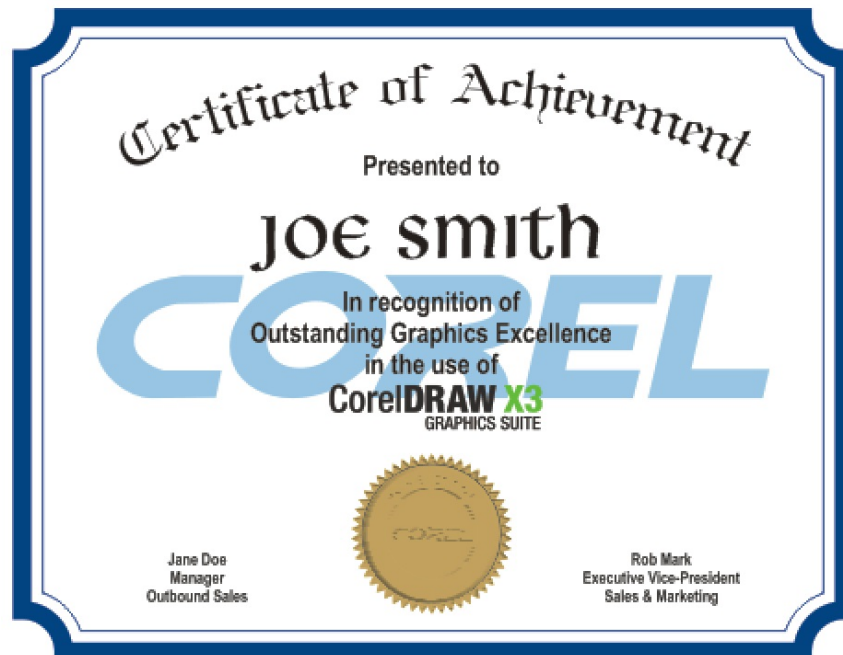 Certificate of Achievement
Presented to
JOE SMITH
COREL
In recognition of
Outstanding Graphics Excellence
in the use of
CorelDRAW X3
GRAPHICS SUITE
COREL
Jane Doe
Manager
Outbound Sales
Rob Mark
Executive Vice-President
Sales & Marketing